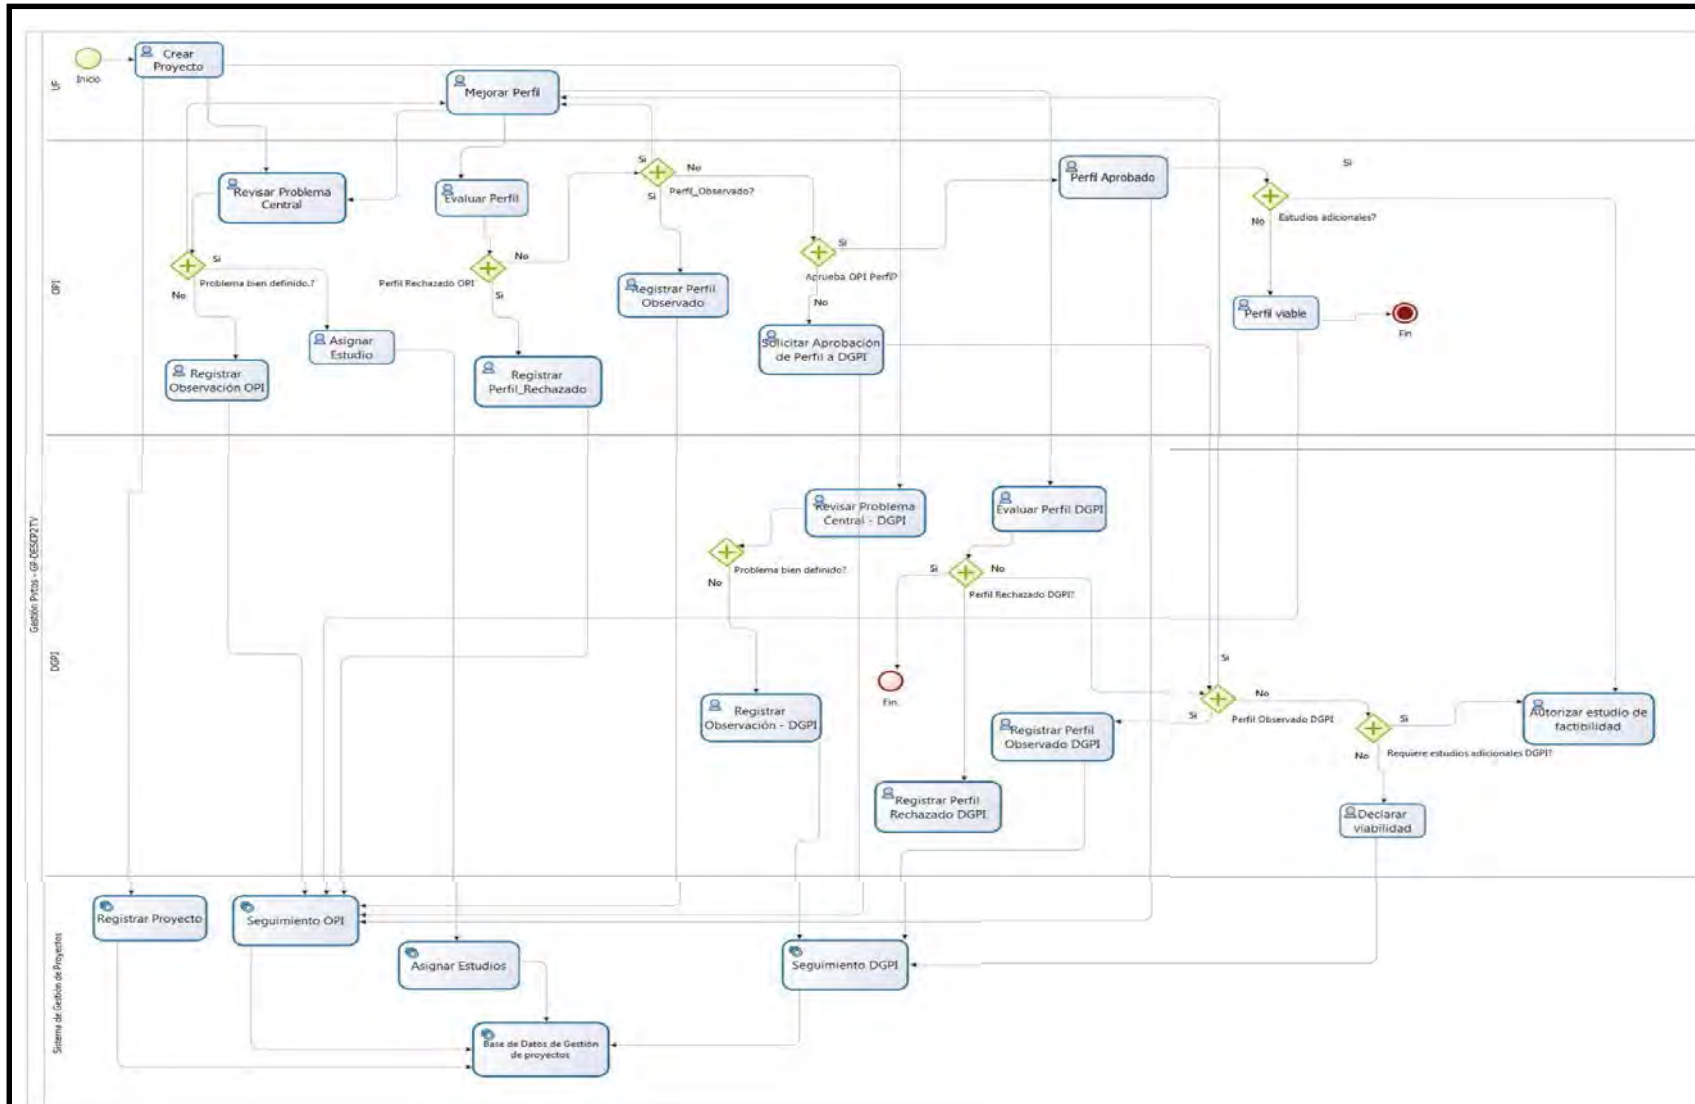 Gestión Pytos - GP-DESCR2TV
UF
Inicio
Crear
Proyecto
Mejorar Perfil
OPI
Revisar Problema
Central
Evaluar Perfil
Si
No
Perfil_Observado?
Si
Perfil Aprobado
Si
No
Estudios adicionales?
Si
Problema bien definido.?
No
No
Perfil Rechazado OPI
Si
Registrar Perfil
Observado
Si
Aprueba OPI Perfil?
No
Perfil viable
Fin
Asignar
Estudio
Registrar
Observación OPI
Registrar
Perfil_Rechazado
Solicitar Aprobación
de Perfil a DGPI
DGPI
Revisar Problema
Central - DGPI
Evaluar Perfil DGPI
Problema bien definido?
No
Si
No
Perfil Rechazado DGPI?
Fin.
Si
No
Si
Perfil Observado DGPI
Si
No
Requiere estudios adicionales DGPI?
Autorizar estudio de
factibilidad
Registrar
Observación - DGPI
Registrar Perfil
Observado DGPI
Registrar Perfil
Rechazado DGPI
Declarar
viabilidad
Sistema de Gestión de Proyectos
Registrar Proyecto
Seguimiento OPI
Asignar Estudios
Seguimiento DGPI
Base de Datos de Gestión
de proyectos